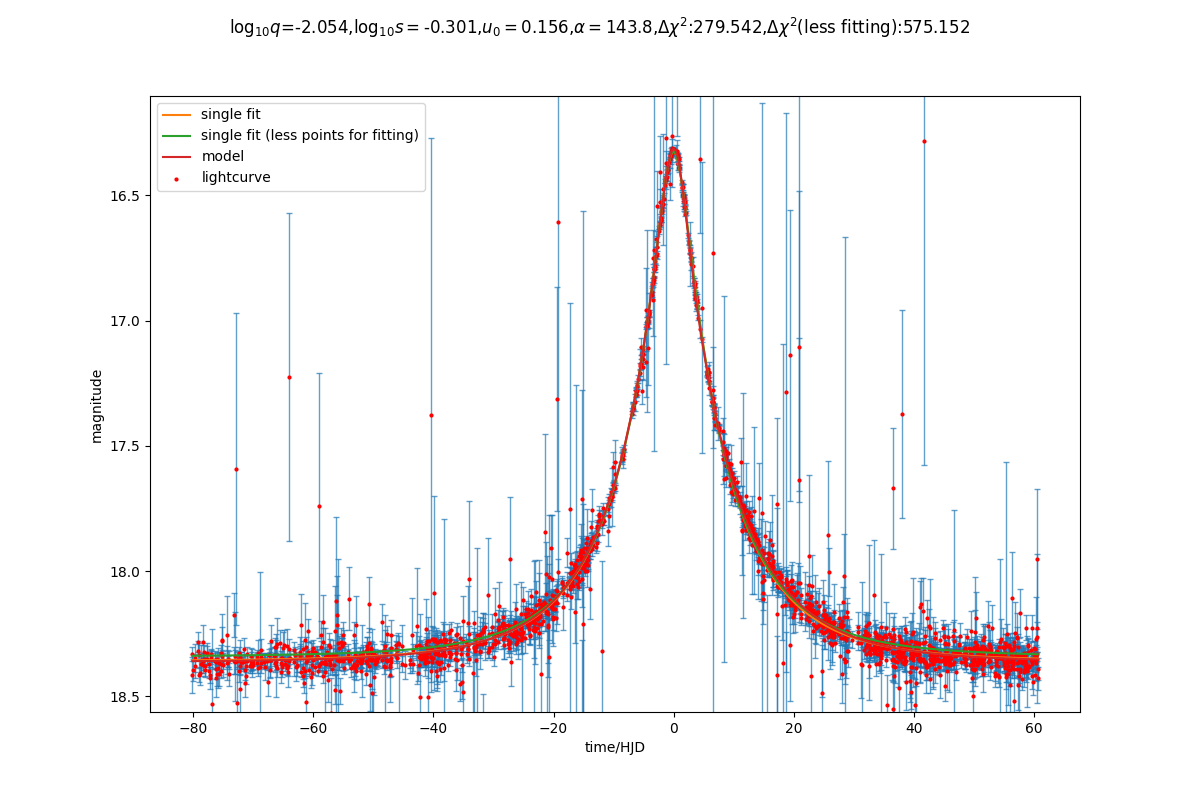 log₁₀q=-2.054,log₁₀s = -0.301,u₀ = 0.156,α = 143.8,Δχ²:279.542,Δχ²(less fitting):575.152
single fit
single fit (less points for fitting)
model
lightcurve
16.5
17.0
17.5
18.0
18.5
magnitude
−80 −60 −40 −20 0 20 40 60
time/HJD